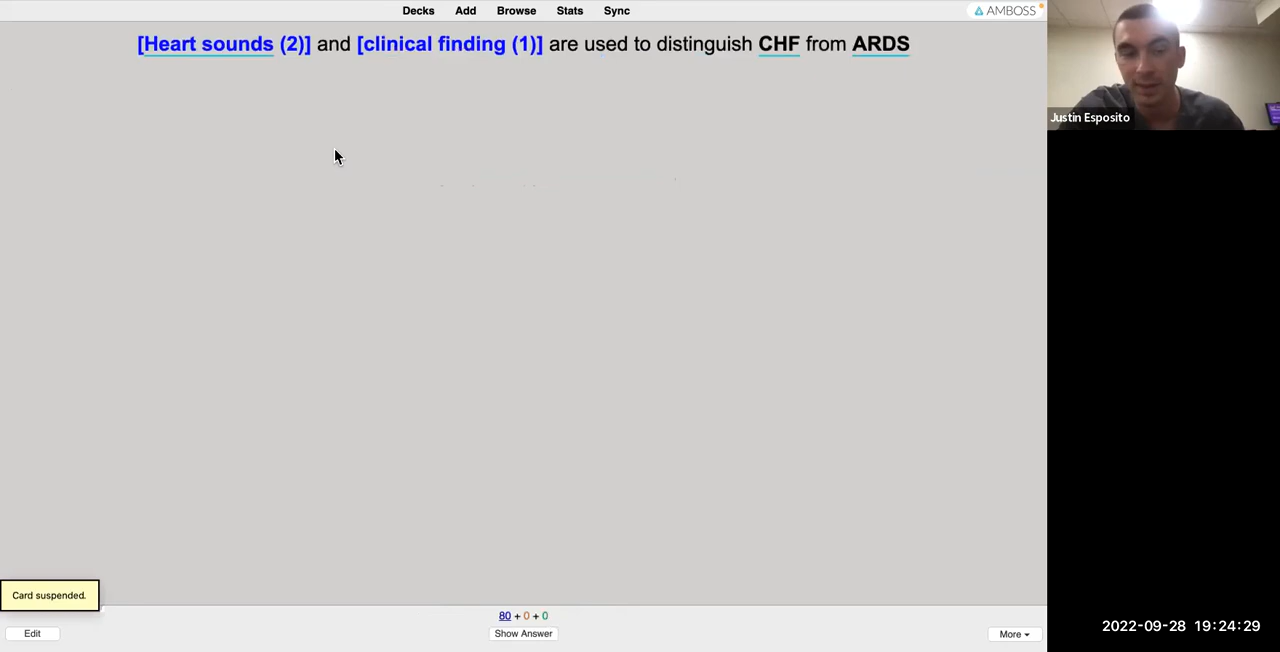 Decks Add Browse Stats Sync
AMBOSS
[Heart sounds (2)] and [clinical finding (1)] are used to distinguish CHF from ARDS
Justin Esposito
Card suspended.
80 + 0 + 0
Edit
Show Answer
More
2022-09-28 19:24:29